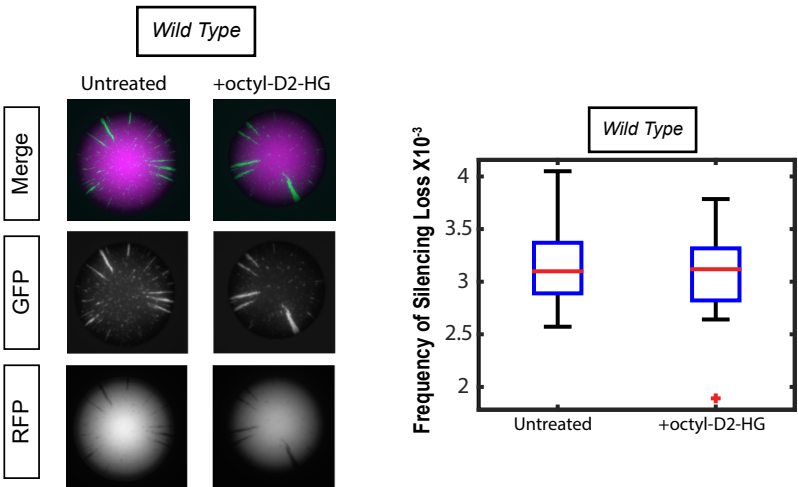 Wild Type
Untreated
+octyl-D2-HG
Merge
GFP
RFP
Wild Type
Frequency of Silencing Loss X10⁻³
4
3.5
3
2.5
2
Untreated
+octyl-D2-HG